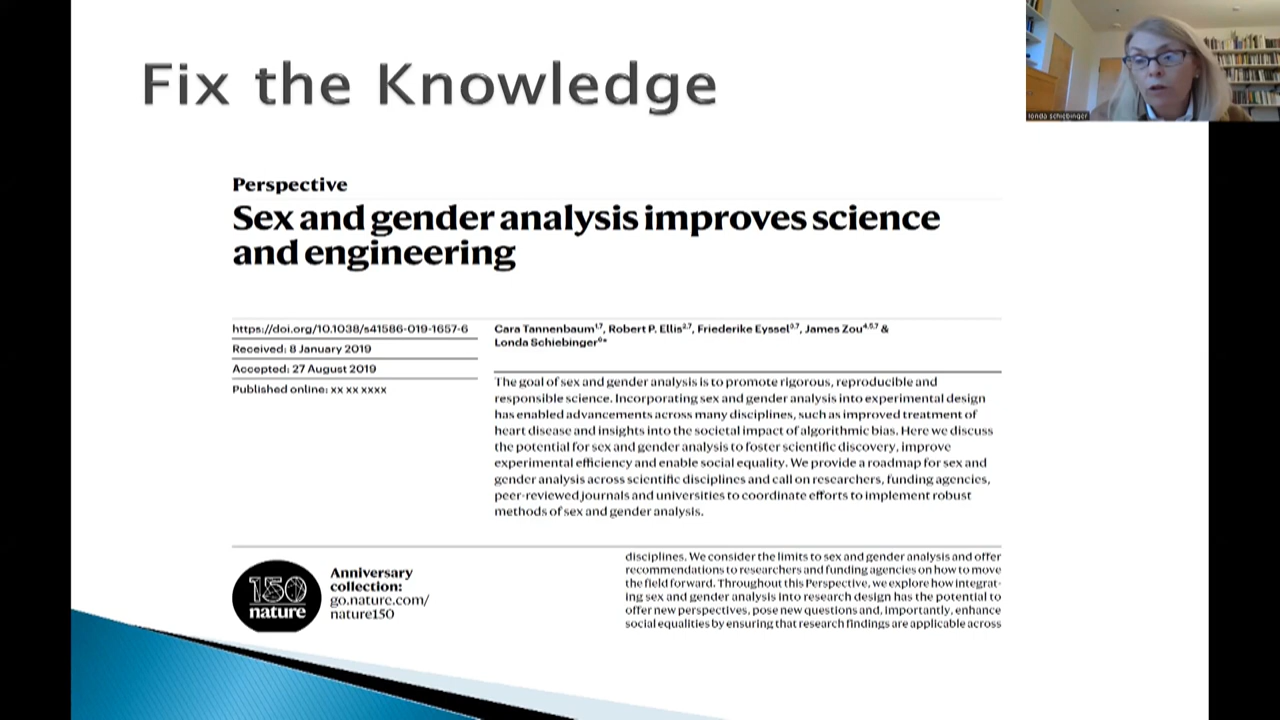 Fix the Knowledge
londa schiebinger
Perspective
Sex and gender analysis improves science
and engineering
https://doi.org/10.1038/s41586-019-1657-6
Received: 8 January 2019
Accepted: 27 August 2019
Published online: xx xx xxxx
Cara Tannenbaum1,7, Robert P. Ellis2,7, Friederike Eyssel3,7, James Zou4,5,7 &
Londa Schiebinger6*
The goal of sex and gender analysis is to promote rigorous, reproducible and
responsible science. Incorporating sex and gender analysis into experimental design
has enabled advancements across many disciplines, such as improved treatment of
heart disease and insights into the societal impact of algorithmic bias. Here we discuss
the potential for sex and gender analysis to foster scientific discovery, improve
experimental efficiency and enable social equality. We provide a roadmap for sex and
gender analysis across scientific disciplines and call on researchers, funding agencies,
peer-reviewed journals and universities to coordinate efforts to implement robust
methods of sex and gender analysis.
150
nature
Anniversary
collection:
go.nature.com/
nature150
disciplines. We consider the limits to sex and gender analysis and offer
recommendations to researchers and funding agencies on how to move
the field forward. Throughout this Perspective, we explore how integrat-
ing sex and gender analysis into research design has the potential to
offer new perspectives, pose new questions and, importantly, enhance
social equalities by ensuring that research findings are applicable across